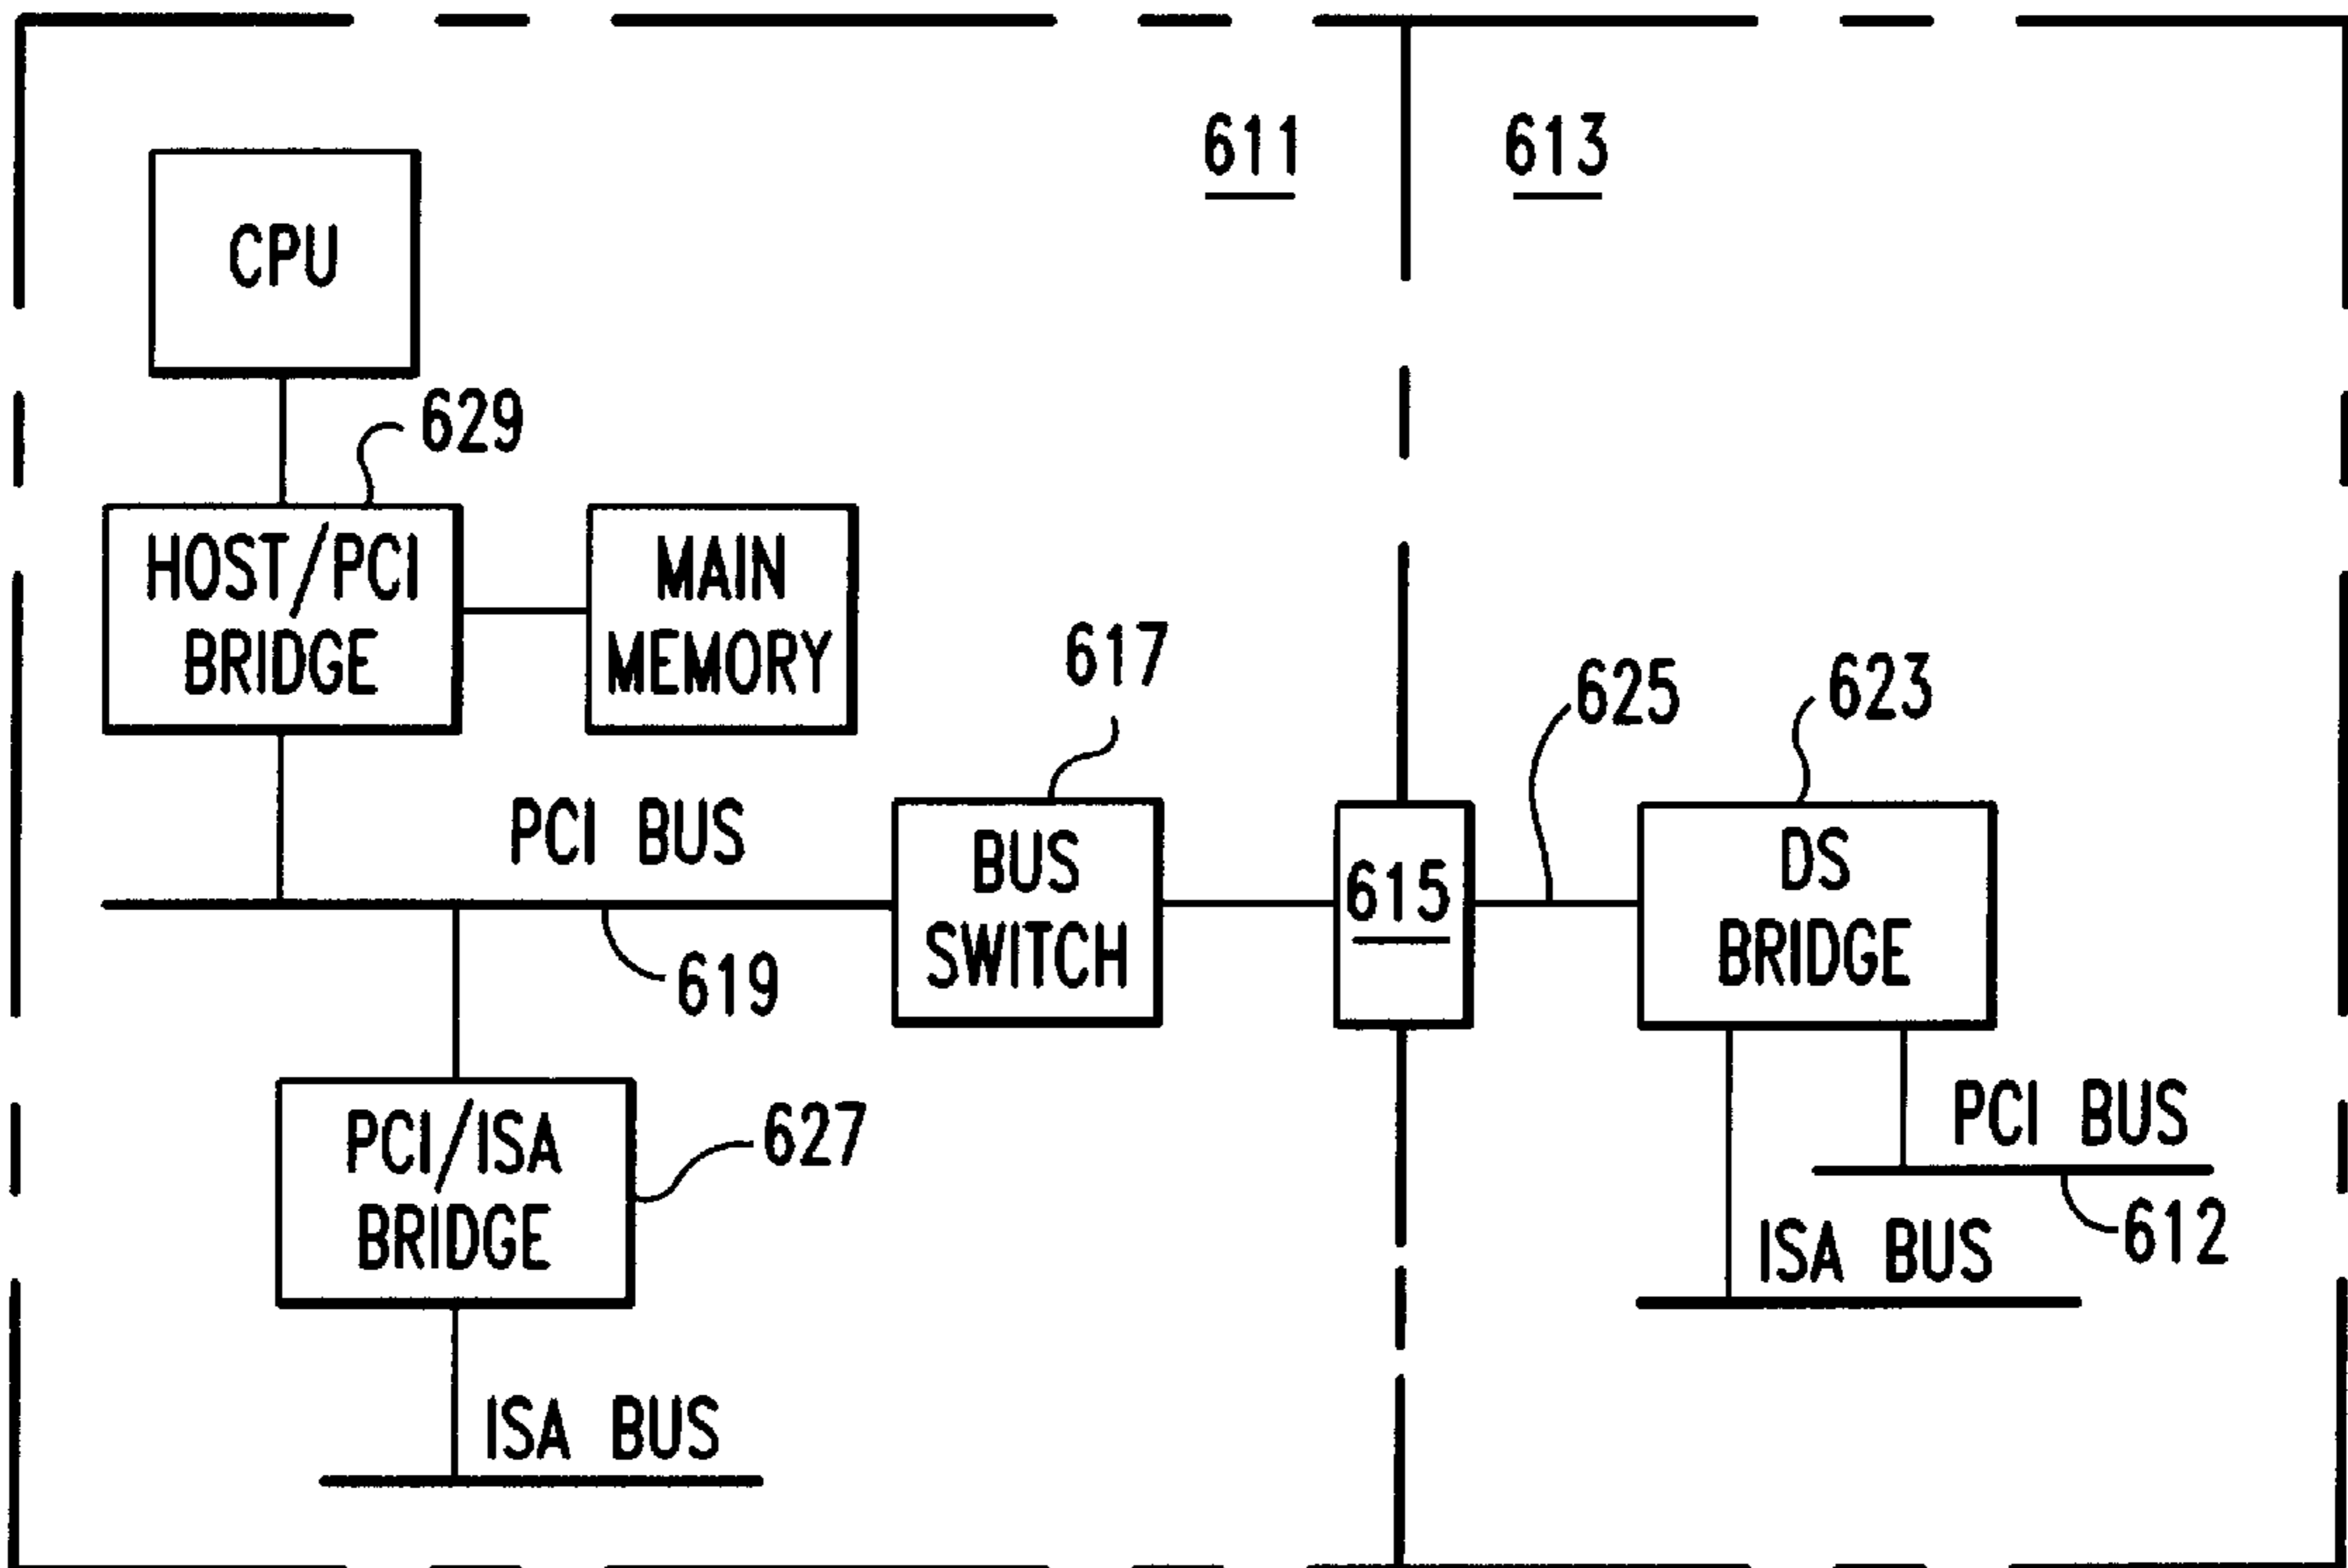 611
613
CPU
629
HOST/PCI
BRIDGE
MAIN
MEMORY
617
625
623
PCI BUS
BUS
SWITCH
615
DS
BRIDGE
619
PCI/ISA
BRIDGE
627
PCI BUS
612
ISA BUS
ISA BUS